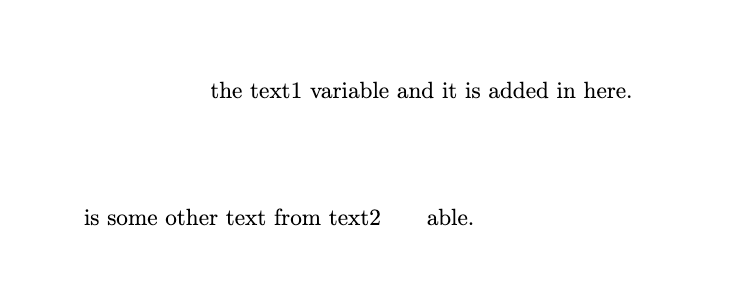 the text1 variable and it is added in here.
is some other text from text2 able.